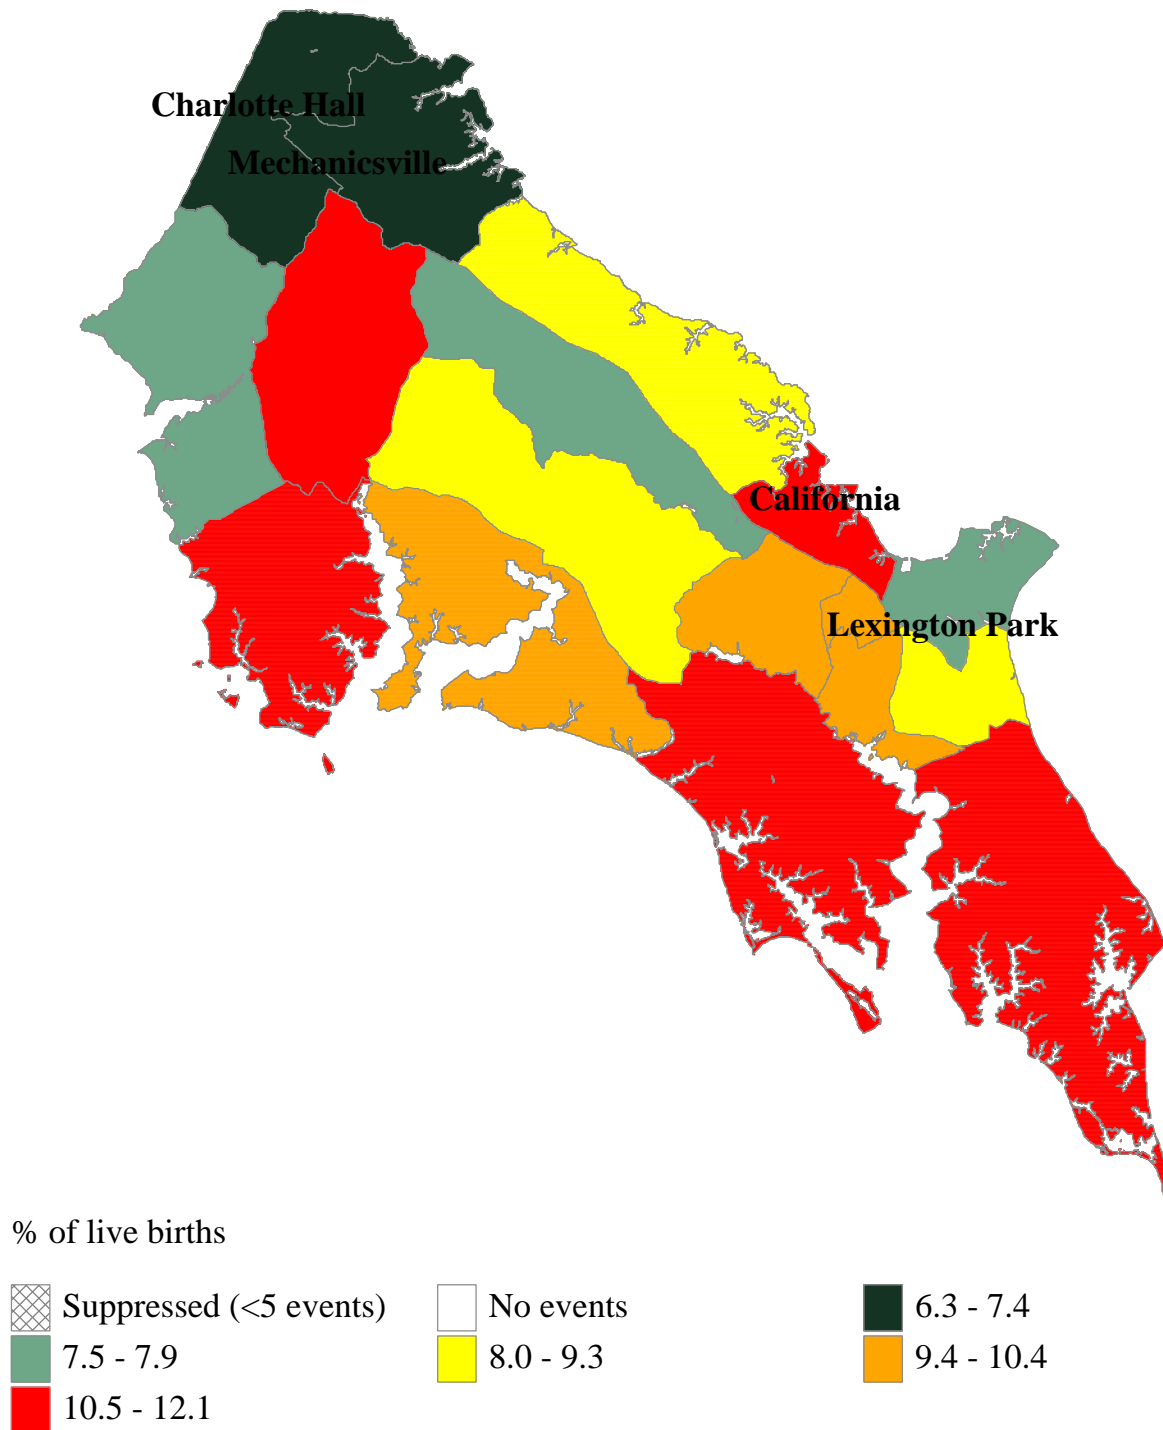 Charlotte Hall
Mechanicsville
California
Lexington Park
% of live births
Suppressed (<5 events)
No events
6.3 - 7.4
7.5 - 7.9
8.0 - 9.3
9.4 - 10.4
10.5 - 12.1